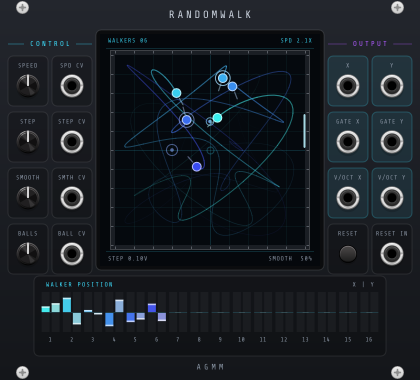 RANDOMWALK
CONTROL
OUTPUT
WALKERS 06
SPD 2.1X
SPEED
SPD CV
STEP
STEP CV
SMOOTH
SMTH CV
BALLS
BALL CV
X
Y
GATE X
GATE Y
V/OCT X
V/OCT Y
RESET
RESET IN
STEP 0.10V
SMOOTH 50%
WALKER POSITION
X
Y
1 2 3 4 5 6 7 8 9 10 11 12 13 14 15 16
AGMM